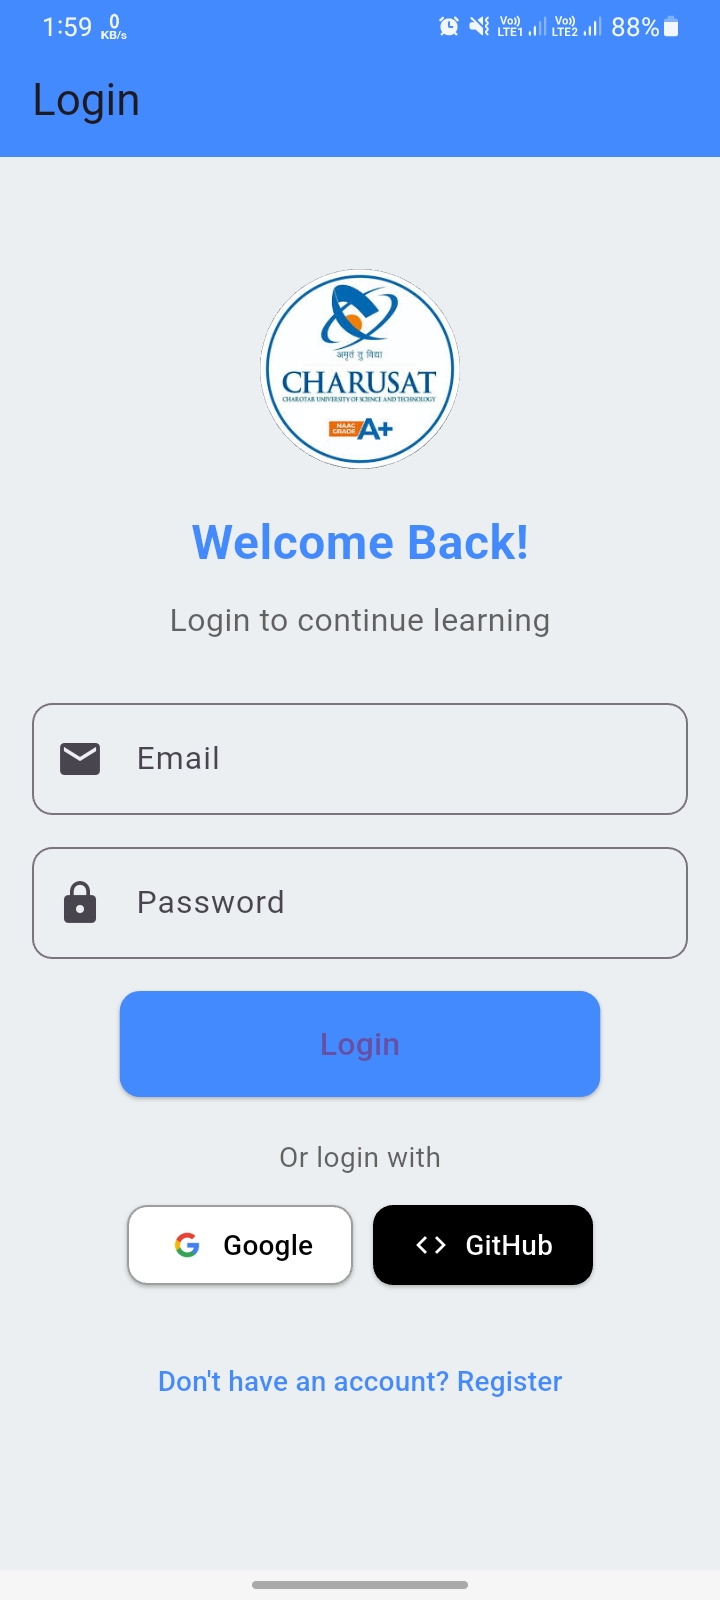 1:59 0 KB/s Vo)) LTE1 Vo)) LTE2 88%
Login
अमृतं तु विद्या
CHARUSAT
CHAROTAR UNIVERSITY OF SCIENCE AND TECHNOLOGY
NAAC GRADE A+
Welcome Back!
Login to continue learning
Email
Password
Login
Or login with
Google GitHub
Don't have an account? Register